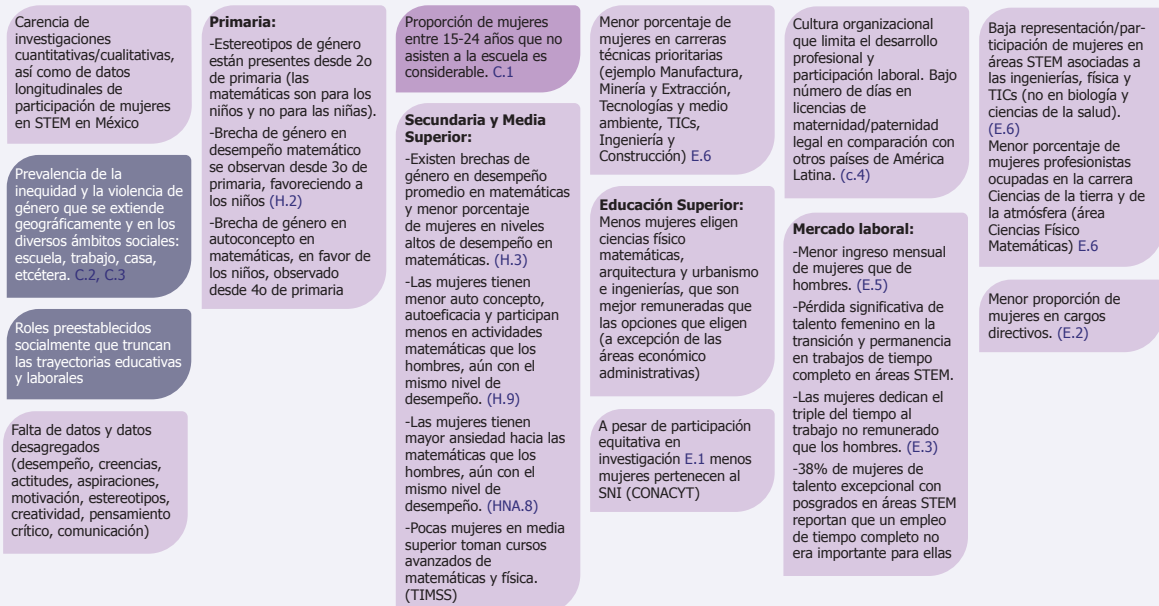 Carencia de
investigaciones
cuantitativas/cualitativas,
así como de datos
longitudinales de
participación de mujeres
en STEM en México
Prevalencia de la
inequidad y la violencia de
género que se extiende
geográficamente y en los
diversos ámbitos sociales:
escuela, trabajo, casa,
etcétera. C.2, C.3
Roles preestablecidos
socialmente que truncan
las trayectorias educativas
y laborales
Falta de datos y datos
desagregados
(desempeño, creencias,
actitudes, aspiraciones,
motivación, estereotipos,
creatividad, pensamiento
crítico, comunicación)
Primaria:
-Estereotipos de género
están presentes desde 2o
de primaria (las
matemáticas son para los
niños y no para las niñas).
-Brecha de género en
desempeño matemático
se observan desde 3o de
primaria, favoreciendo a
los niños (H.2)
-Brecha de género en
autoconcepto en
matemáticas, en favor de
los niños, observado
desde 4o de primaria
Proporción de mujeres
entre 15-24 años que no
asisten a la escuela es
considerable. C.1
Secundaria y Media
Superior:
-Existen brechas de
género en desempeño
promedio en matemáticas
y menor porcentaje
de mujeres en niveles
altos de desempeño en
matemáticas. (H.3)
-Las mujeres tienen
menor auto concepto,
autoeficacia y participan
menos en actividades
matemáticas que los
hombres, aún con el
mismo nivel de
desempeño. (H.9)
-Las mujeres tienen
mayor ansiedad hacia las
matemáticas que los
hombres, aún con el
mismo nivel de
desempeño. (HNA.8)
-Pocas mujeres en media
superior toman cursos
avanzados de
matemáticas y física.
(TIMSS)
Menor porcentaje de
mujeres en carreras
técnicas prioritarias
(ejemplo Manufactura,
Minería y Extracción,
Tecnologías y medio
ambiente, TICs,
Ingeniería y
Construcción) E.6
Educación Superior:
Menos mujeres eligen
ciencias físico
matemáticas,
arquitectura y urbanismo
e ingenierías, que son
mejor remuneradas que
las opciones que eligen
(a excepción de las
áreas económico
administrativas)
A pesar de participación
equitativa en
investigación E.1 menos
mujeres pertenecen al
SNI (CONACYT)
Cultura organizacional
que limita el desarrollo
profesional y
participación laboral. Bajo
número de días en
licencias de
maternidad/paternidad
legal en comparación con
otros países de América
Latina. (c.4)
Mercado laboral:
-Menor ingreso mensual
de mujeres que de
hombres. (E.5)
-Pérdida significativa de
talento femenino en la
transición y permanencia
en trabajos de tiempo
completo en áreas STEM.
-Las mujeres dedican el
triple del tiempo al
trabajo no remunerado
que los hombres. (E.3)
-38% de mujeres de
talento excepcional con
posgrados en áreas STEM
reportan que un empleo
de tiempo completo no
era importante para ellas
Baja representación/par-
ticipación de mujeres en
áreas STEM asociadas a
las ingenierías, física y
TICs (no en biología y
ciencias de la salud).
(E.6)
Menor porcentaje de
mujeres profesionistas
ocupadas en la carrera
Ciencias de la tierra y de
la atmósfera (área
Ciencias Físico
Matemáticas) E.6
Menor proporción de
mujeres en cargos
directivos. (E.2)